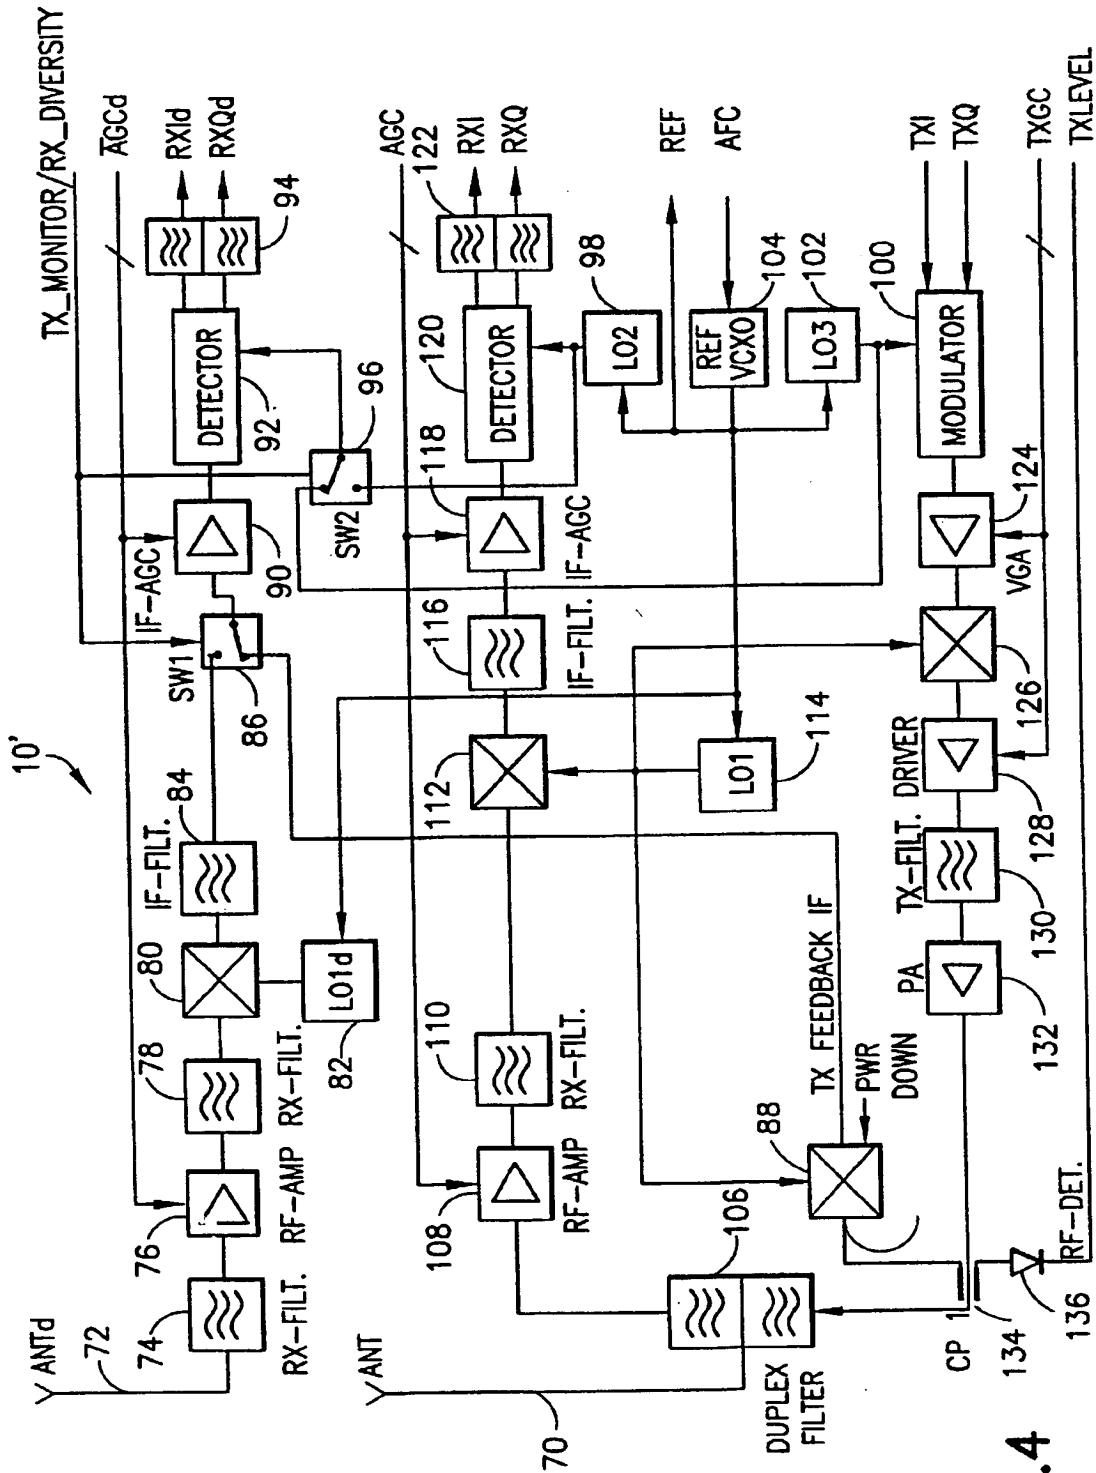 10'
TX_MONITOR/RX_DIVERSITY
AGCd
RXId
RXQd
94
DETECTOR
92
IF-AGC
90
SW1
86
IF-FILT.
84
80
LO1d
82
78
RX-FILT.
RF-AMP
76
RX-FILT.
74
ANTd
72
SW2
96
AGC
RXI
RXQ
122
DETECTOR
120
118
IF-AGC
116
IF-FILT.
112
110
RX-FILT.
RF-AMP
108
ANT
70
DUPLEX
FILTER
106
LO2
98
REF
AFC
REF
VCXO
104
LO3
102
LO1
114
TX FEEDBACK IF
88
PWR
DOWN
TXI
TXQ
MODULATOR
100
124
VGA
126
DRIVER
128
TX-FILT.
130
PA
132
CP 1
134
136
RF-DET.
TXGC
TXLEVEL
.4